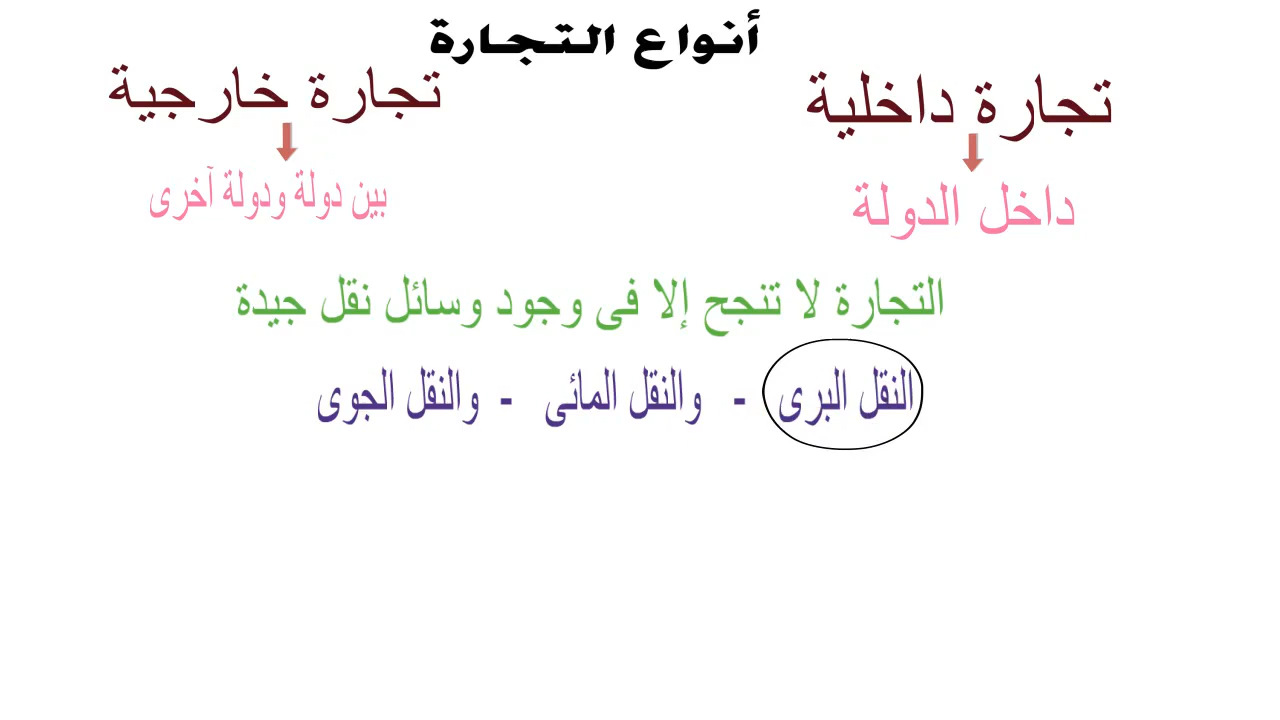 أنواع التجارة
تجارة داخلية
تجارة خارجية
داخل الدولة
بين دولة ودولة آخرى
التجارة لا تنجح إلا فى وجود وسائل نقل جيدة
النقل البرى - والنقل المائى - والنقل الجوى